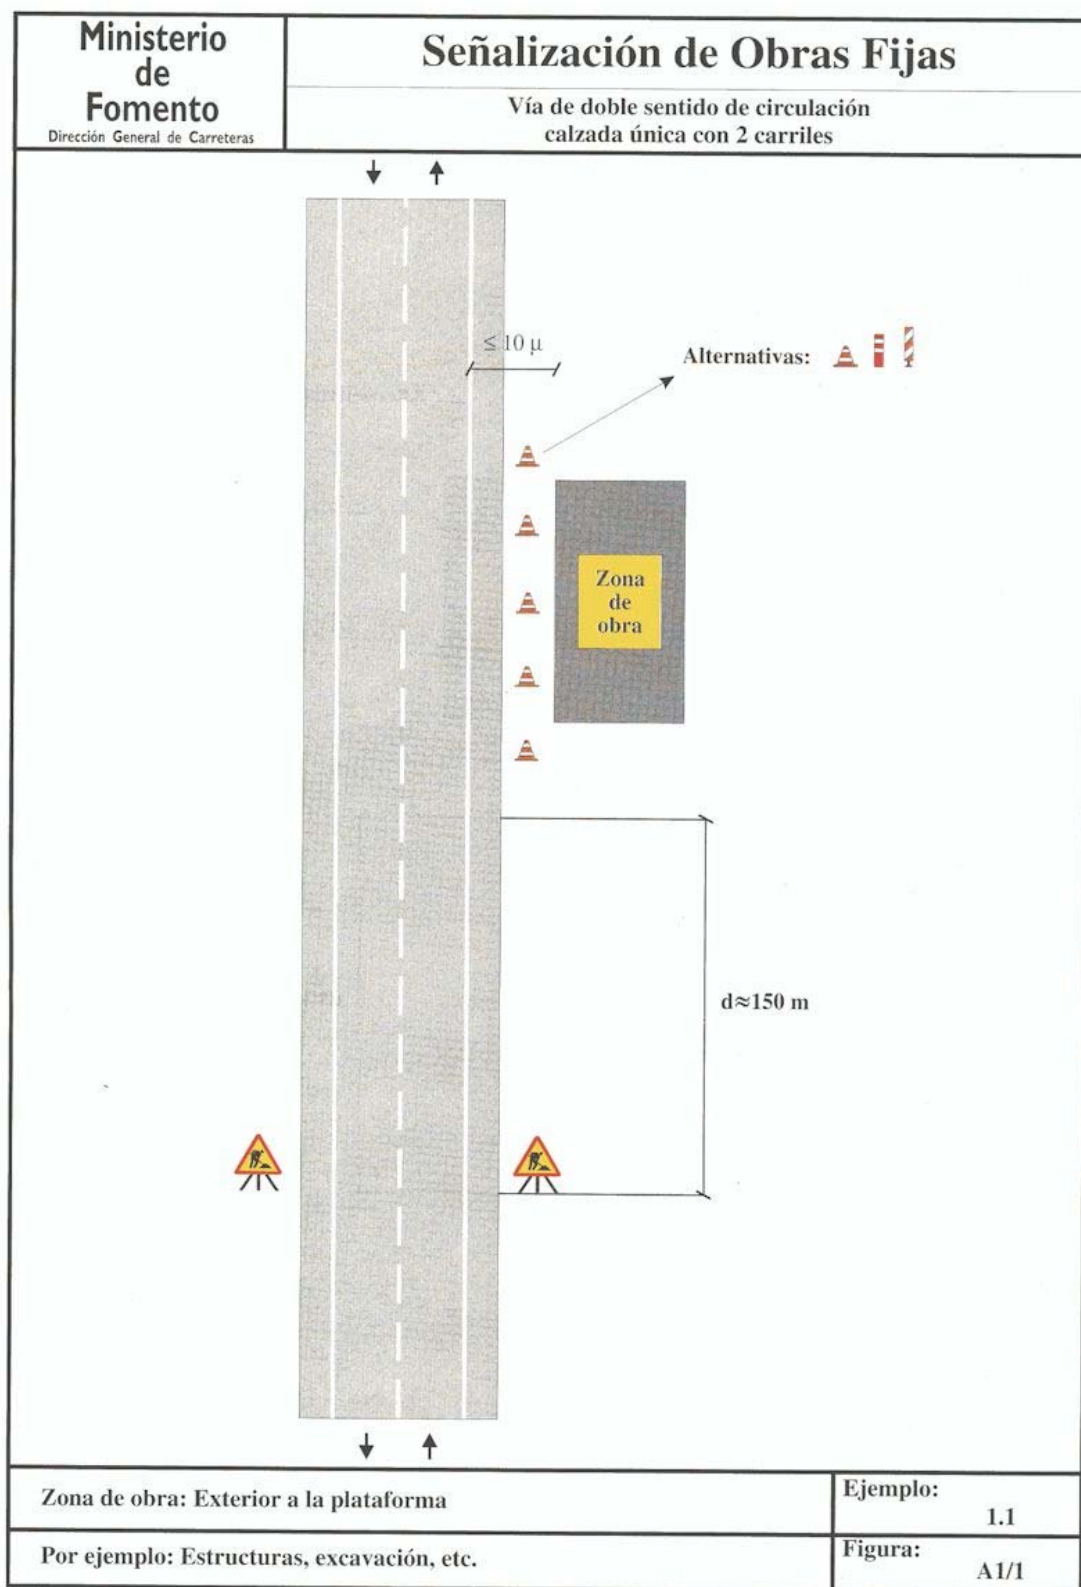 Ministerio
de
Fomento
Dirección General de Carreteras
Señalización de Obras Fijas
Vía de doble sentido de circulación
calzada única con 2 carriles
≤ 10 μ
Alternativas:
Zona
de
obra
d≈150 m
Zona de obra: Exterior a la plataforma
Ejemplo:
1.1
Por ejemplo: Estructuras, excavación, etc.
Figura:
A1/1